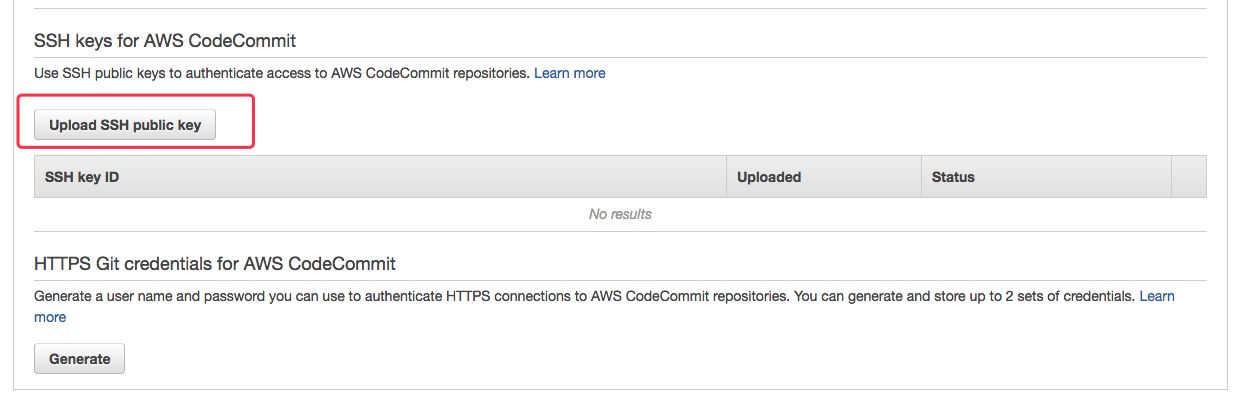 SSH keys for AWS CodeCommit
Use SSH public keys to authenticate access to AWS CodeCommit repositories. Learn more
Upload SSH public key
SSH key ID Uploaded Status
No results
HTTPS Git credentials for AWS CodeCommit
Generate a user name and password you can use to authenticate HTTPS connections to AWS CodeCommit repositories. You can generate and store up to 2 sets of credentials. Learn
more
Generate